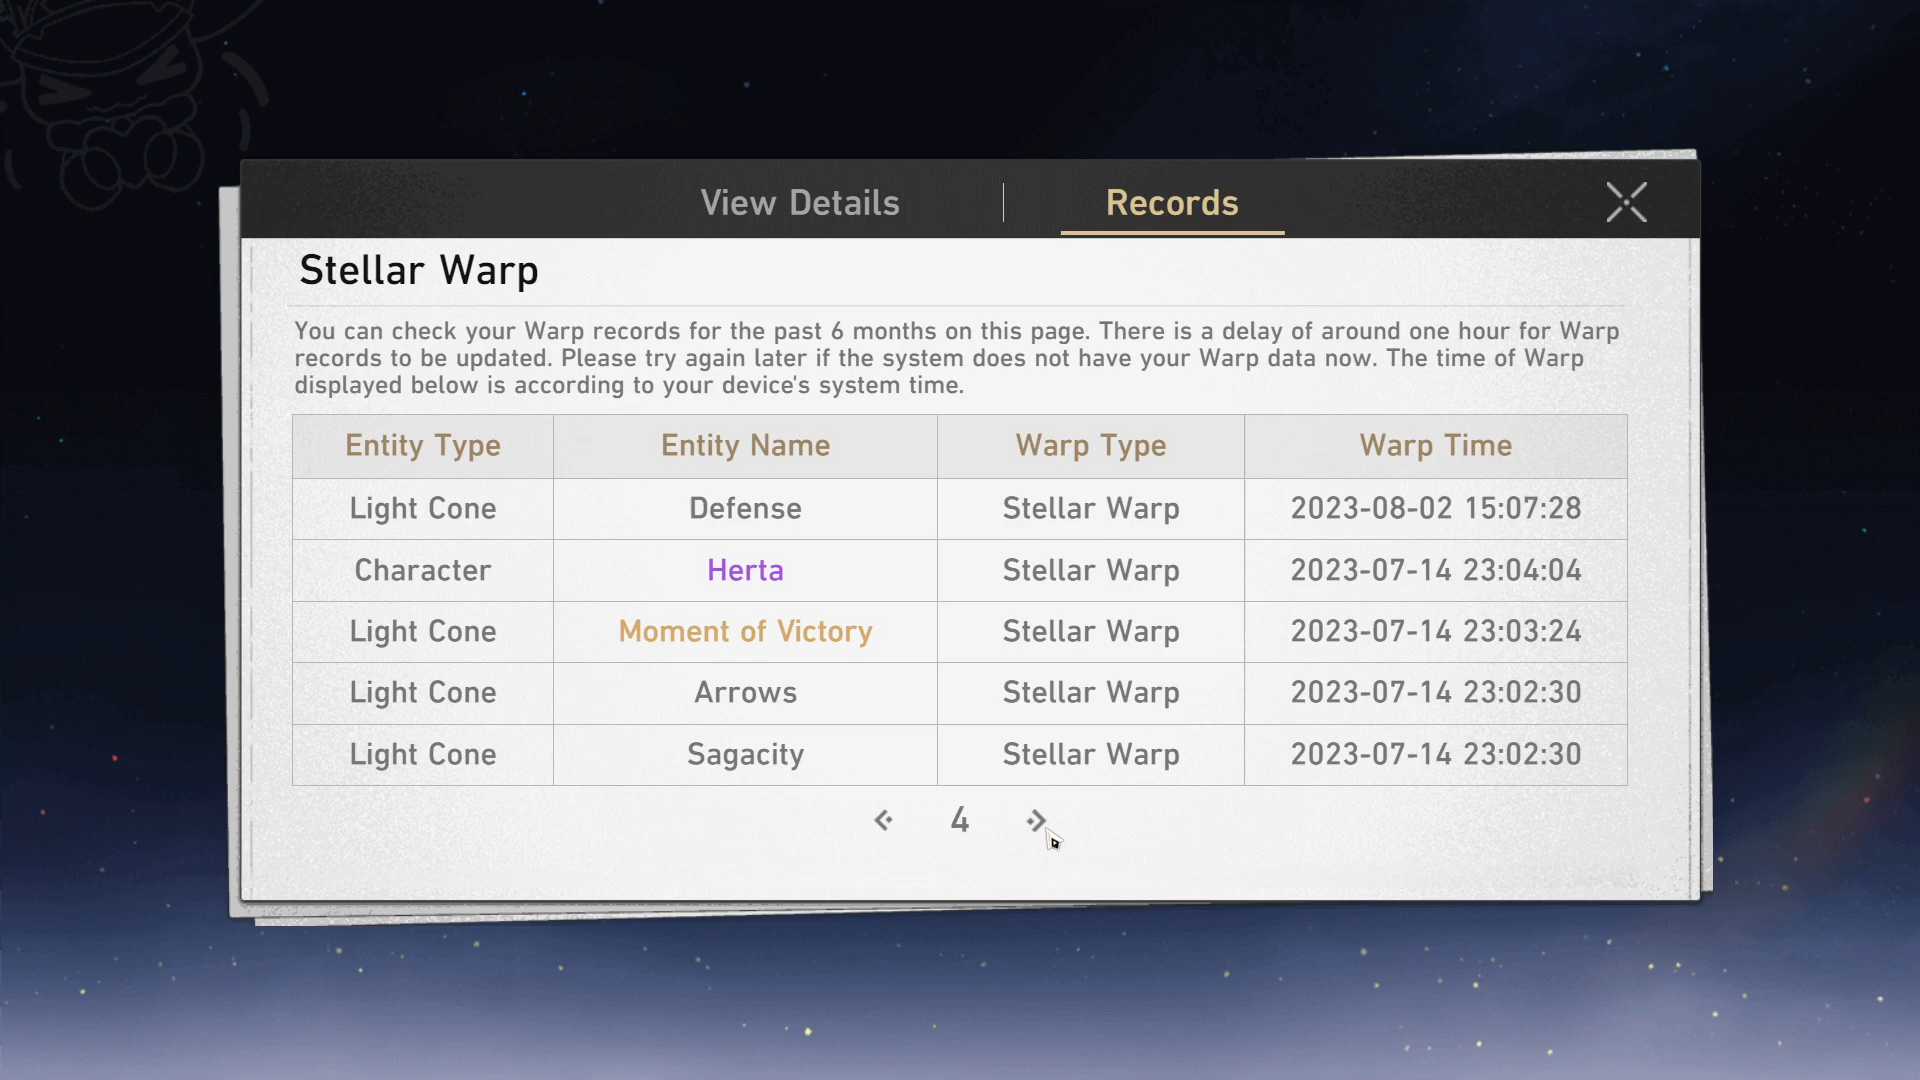 View Details
Records
Stellar Warp
You can check your Warp records for the past 6 months on this page. There is a delay of around one hour for Warp
records to be updated. Please try again later if the system does not have your Warp data now. The time of Warp
displayed below is according to your device's system time.
Entity Type Entity Name Warp Type Warp Time
Light Cone Defense Stellar Warp 2023-08-02 15:07:28
Character Herta Stellar Warp 2023-07-14 23:04:04
Light Cone Moment of Victory Stellar Warp 2023-07-14 23:03:24
Light Cone Arrows Stellar Warp 2023-07-14 23:02:30
Light Cone Sagacity Stellar Warp 2023-07-14 23:02:30
4